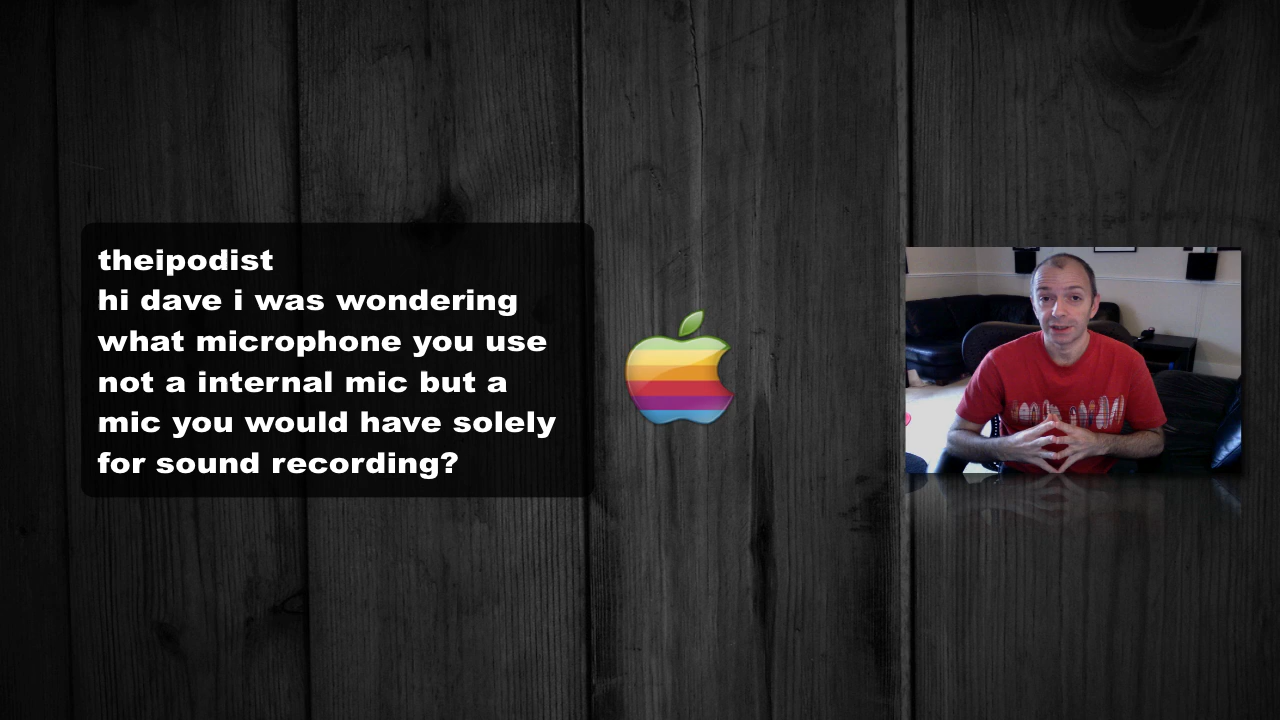 theipodist
hi dave i was wondering
what microphone you use
not a internal mic but a
mic you would have solely
for sound recording?